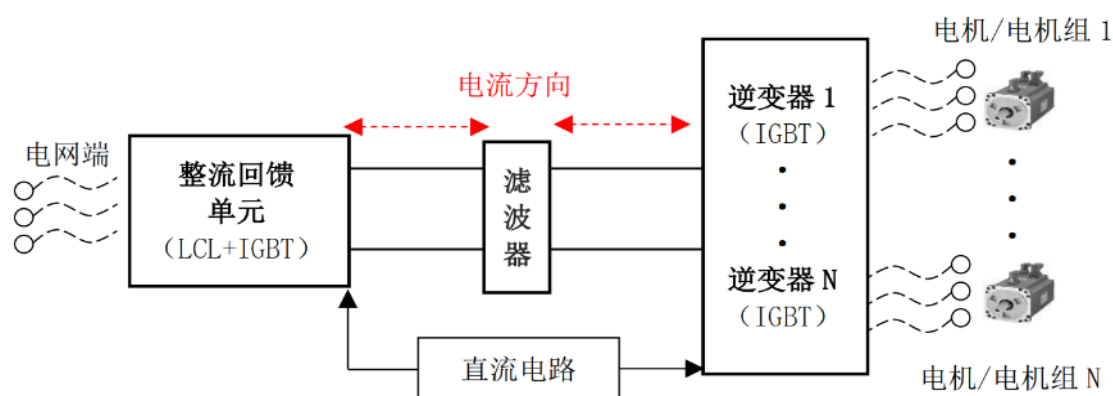 电机/电机组 1
电流方向
逆变器 1
(IGBT)
电网端
整流回馈
单元
(LCL+IGBT)
滤
波
器
逆变器 N
(IGBT)
直流电路
电机/电机组 N